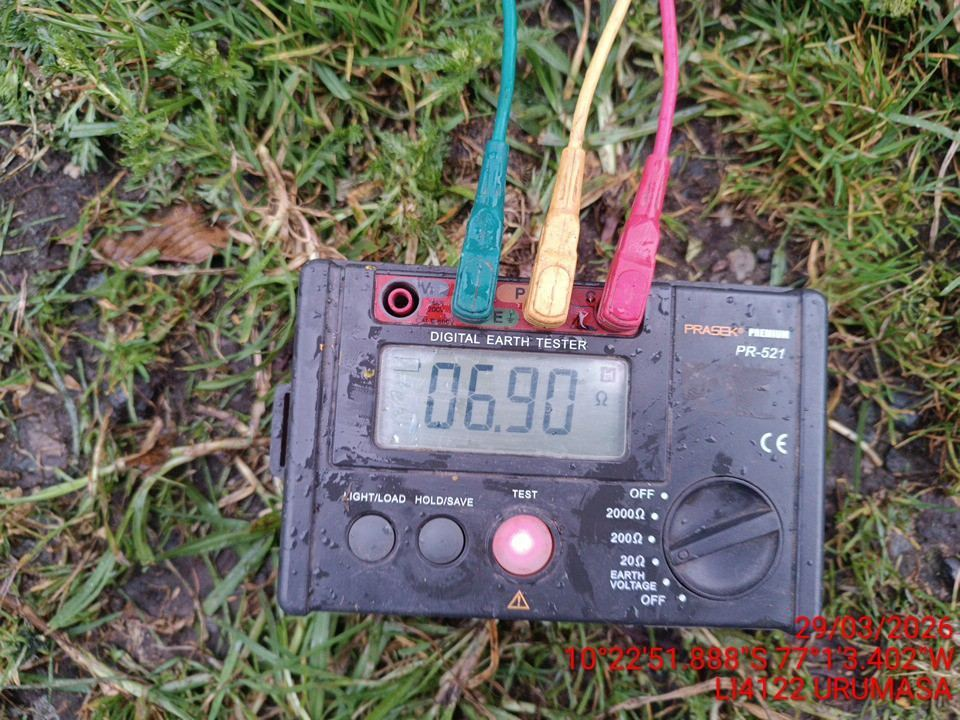 P
E
DIGITAL EARTH TESTER
PRASEK® PREMIUM
PR-521
06.90
H
Ω
CE
LIGHT/LOAD HOLD/SAVE TEST
OFF
2000Ω
200Ω
20Ω
EARTH
VOLTAGE
OFF
29/03/2026
10°22'51.888"S 77°1'3.402"W
LI4122 URUMASA